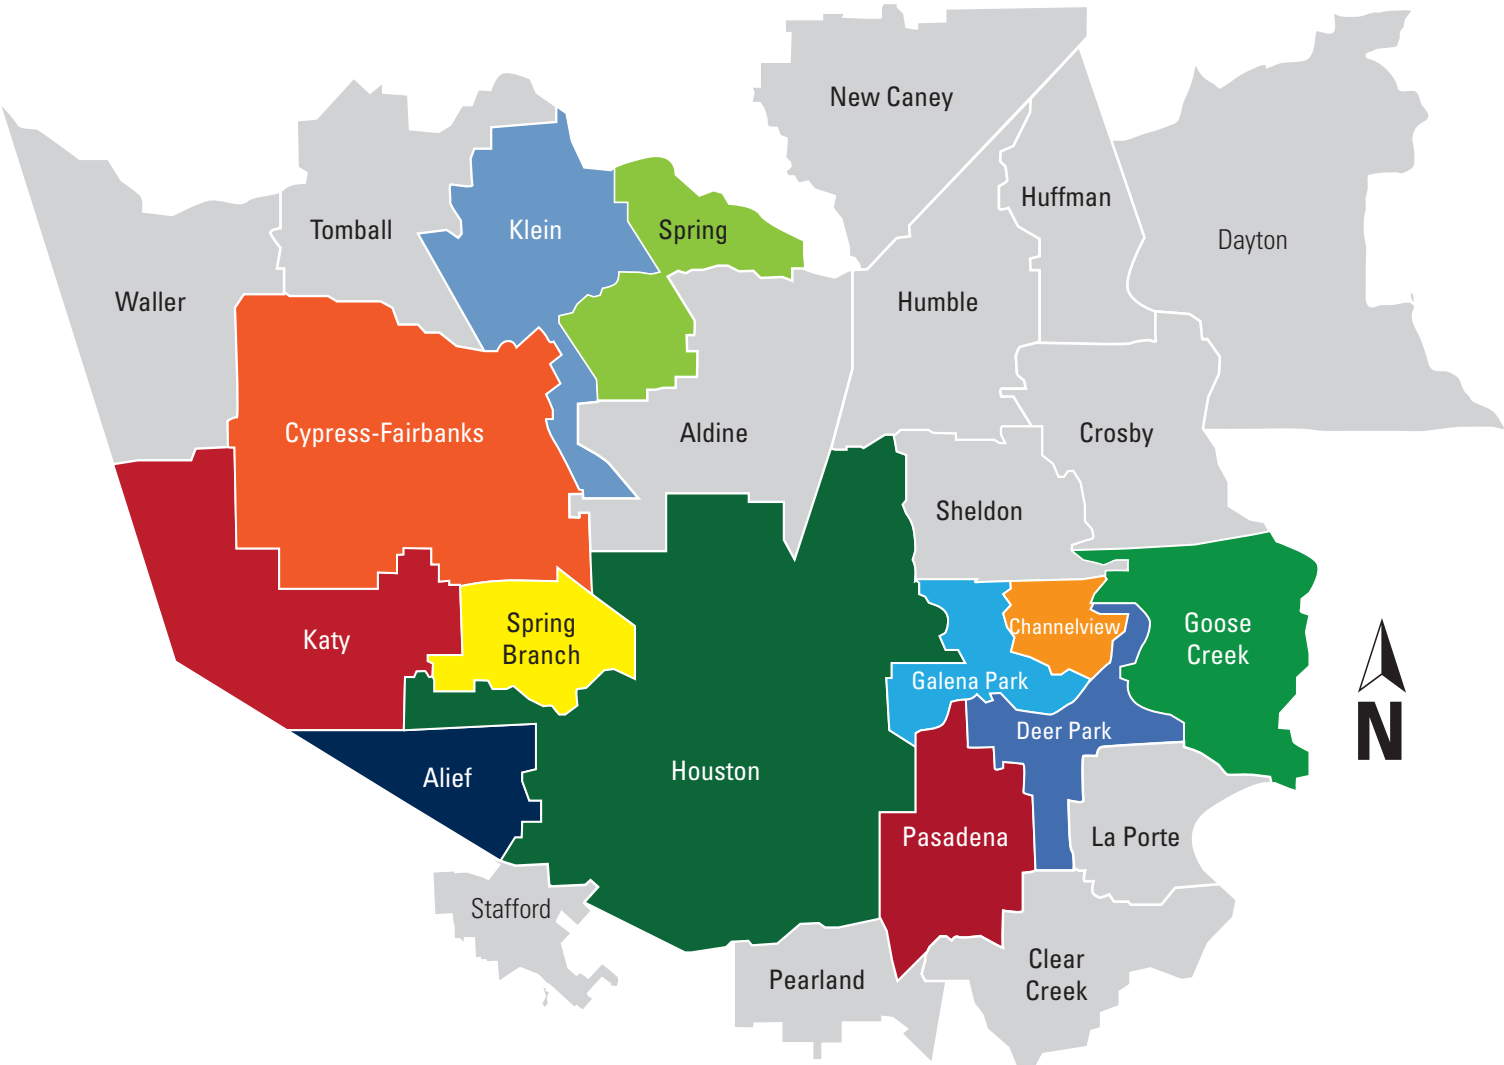 New Caney
Huffman
Tomball
Klein
Spring
Dayton
Waller
Humble
Cypress-Fairbanks
Aldine
Crosby
Sheldon
Katy
Spring
Branch
Channelview
Goose
Creek
Galena Park
Deer Park
N
Alief
Houston
Pasadena
La Porte
Stafford
Pearland
Clear
Creek